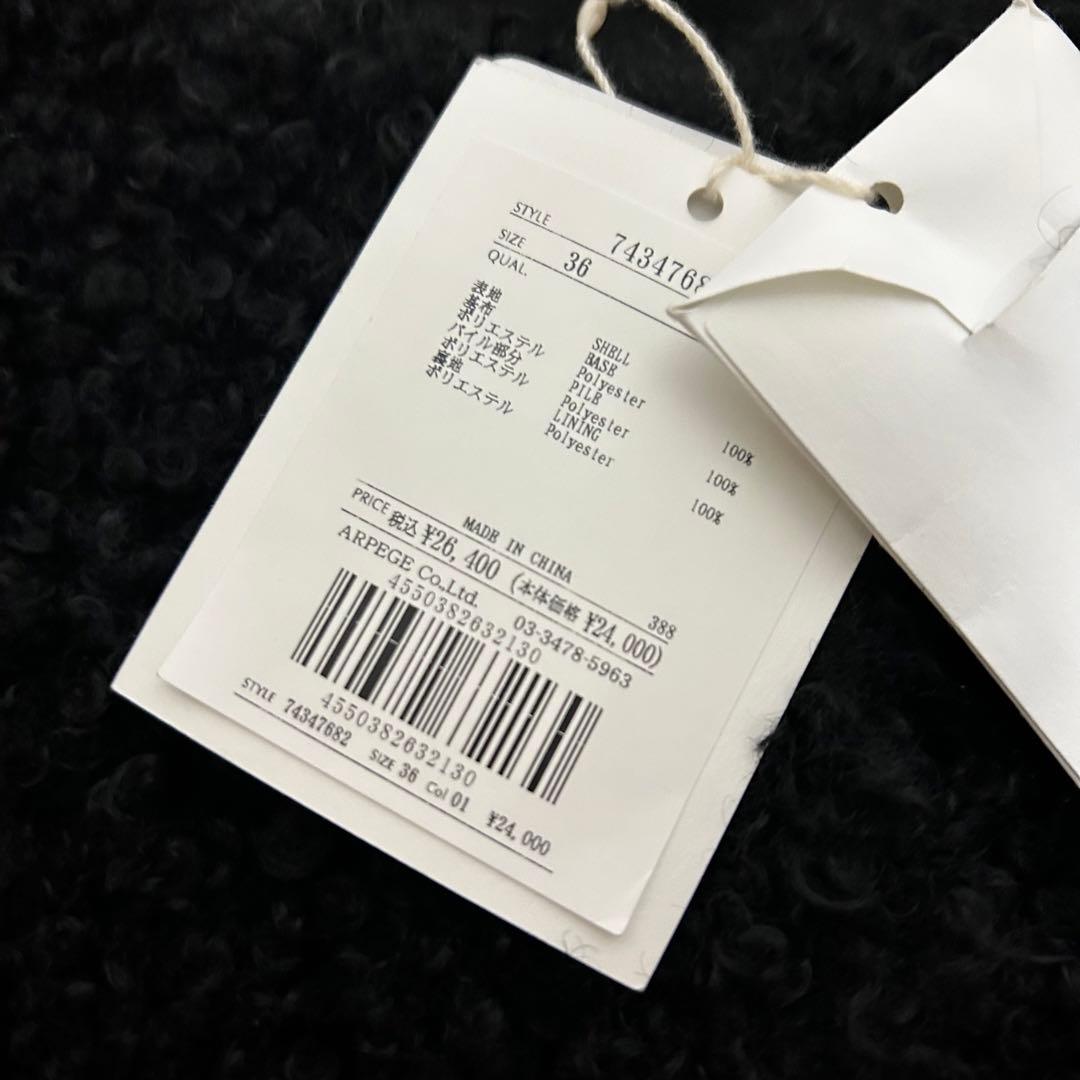 STYLE 7434768
SIZE 36
QUAL.
表地 SHELL
基布 BASE
ポリエステル Polyester 100%
パイル部分 PILE
ポリエステル Polyester 100%
裏地 LINING
ポリエステル Polyester 100%
MADE IN CHINA 388
PRICE 税込 ¥26,400 (本体価格 ¥24,000)
ARPEGE Co.,Ltd. 03-3478-5963
4550382632130
4550382632130
STYLE 74347682 SIZE 36 Col 01 ¥24,000